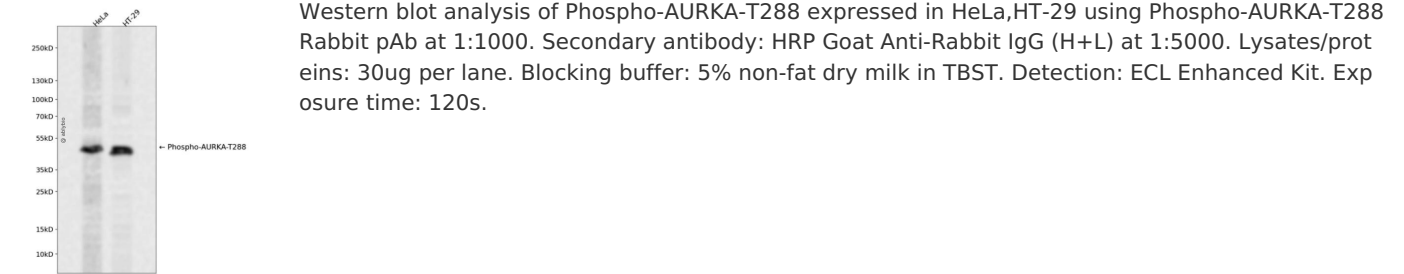 HeLa
HT-29
250kD
130kD
100kD
70kD
55kD
35kD
25kD
15kD
10kD
← Phospho-AURKA-T288
Western blot analysis of Phospho-AURKA-T288 expressed in HeLa,HT-29 using Phospho-AURKA-T288
Rabbit pAb at 1:1000. Secondary antibody: HRP Goat Anti-Rabbit IgG (H+L) at 1:5000. Lysates/prot
eins: 30ug per lane. Blocking buffer: 5% non-fat dry milk in TBST. Detection: ECL Enhanced Kit. Exp
osure time: 120s.